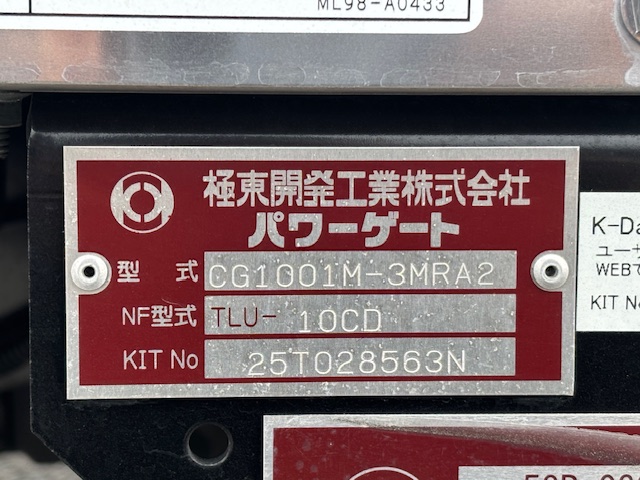 ML98-A0433
極東開発工業株式会社
パワーゲート
型 式 CG1001M-3MRA2
NF型式 TLU- 10CD
KIT No 25T028563N
K-Da
ユーザ
WEBで
KIT N